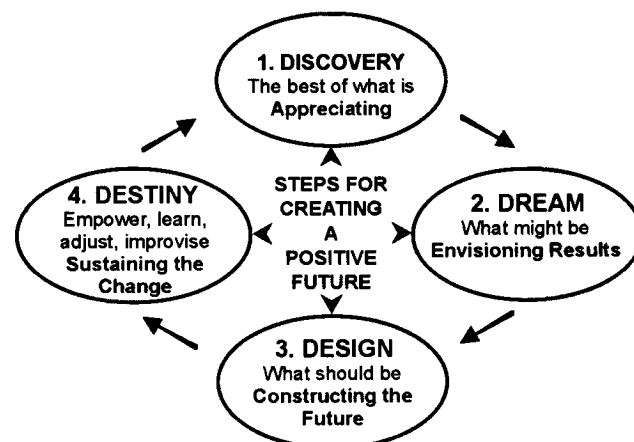 1. DISCOVERY
The best of what is
Appreciating
STEPS FOR
CREATING
A
POSITIVE
FUTURE
2. DREAM
What might be
Envisioning Results
3. DESIGN
What should be
Constructing the
Future
4. DESTINY
Empower, learn,
adjust, improvise
Sustaining the
Change